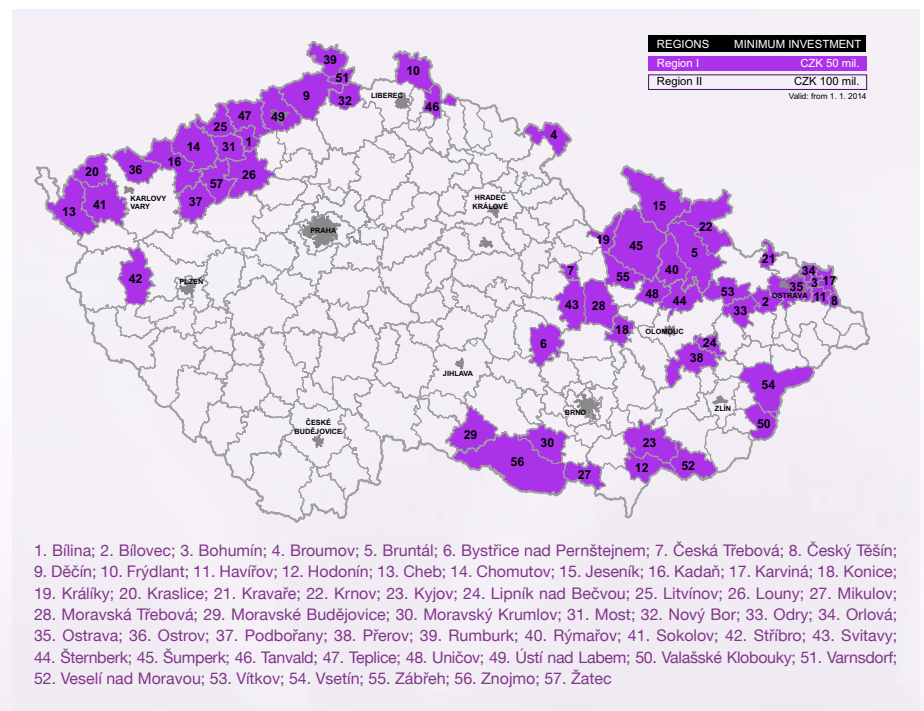 REGIONS MINIMUM INVESTMENT
Region I CZK 50 mil.
Region II CZK 100 mil.
Valid: from 1. 1. 2014
39
51
10
9
32
LIBEREC
46
47
49
25
14
31
1
4
16
36
20
57
26
37
KARLOVY
VARY
13
41
15
HRADEC
KRÁLOVÉ
22
PRAHA
19
45
5
21
42
PLZEŇ
7
55
40
34
3
17
35
OSTRAVA
11
8
43
28
48
44
53
2
33
18
OLOMOUC
6
24
38
JIHLAVA
54
BRNO
ZLÍN
50
ČESKÉ
BUDĚJOVICE
29
30
23
56
27
12
52
1. Bílina; 2. Bílovec; 3. Bohumín; 4. Broumov; 5. Bruntál; 6. Bystřice nad Pernštejnem; 7. Česká Třebová; 8. Český Těšín;
9. Děčín; 10. Frýdlant; 11. Havířov; 12. Hodonín; 13. Cheb; 14. Chomutov; 15. Jeseník; 16. Kadaň; 17. Karviná; 18. Konice;
19. Králíky; 20. Kraslice; 21. Kravaře; 22. Krnov; 23. Kyjov; 24. Lipník nad Bečvou; 25. Litvínov; 26. Louny; 27. Mikulov;
28. Moravská Třebová; 29. Moravské Budějovice; 30. Moravský Krumlov; 31. Most; 32. Nový Bor; 33. Odry; 34. Orlová;
35. Ostrava; 36. Ostrov; 37. Podbořany; 38. Přerov; 39. Rumburk; 40. Rýmařov; 41. Sokolov; 42. Stříbro; 43. Svitavy;
44. Šternberk; 45. Šumperk; 46. Tanvald; 47. Teplice; 48. Uničov; 49. Ústí nad Labem; 50. Valašské Klobouky; 51. Varnsdorf;
52. Veselí nad Moravou; 53. Vítkov; 54. Vsetín; 55. Zábřeh; 56. Znojmo; 57. Žatec